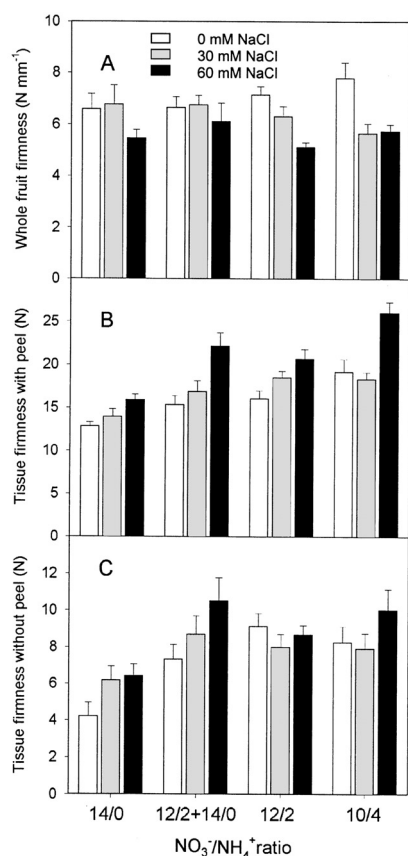 0 mM NaCl
30 mM NaCl
60 mM NaCl
A
Whole fruit firmness (N mm⁻¹)
10
8
6
4
2
0
B
Tissue firmness with peel (N)
25
20
15
10
5
0
C
Tissue firmness without peel (N)
12
10
8
6
4
2
0
14/0 12/2+14/0 12/2 10/4
NO₃⁻/NH₄⁺ratio